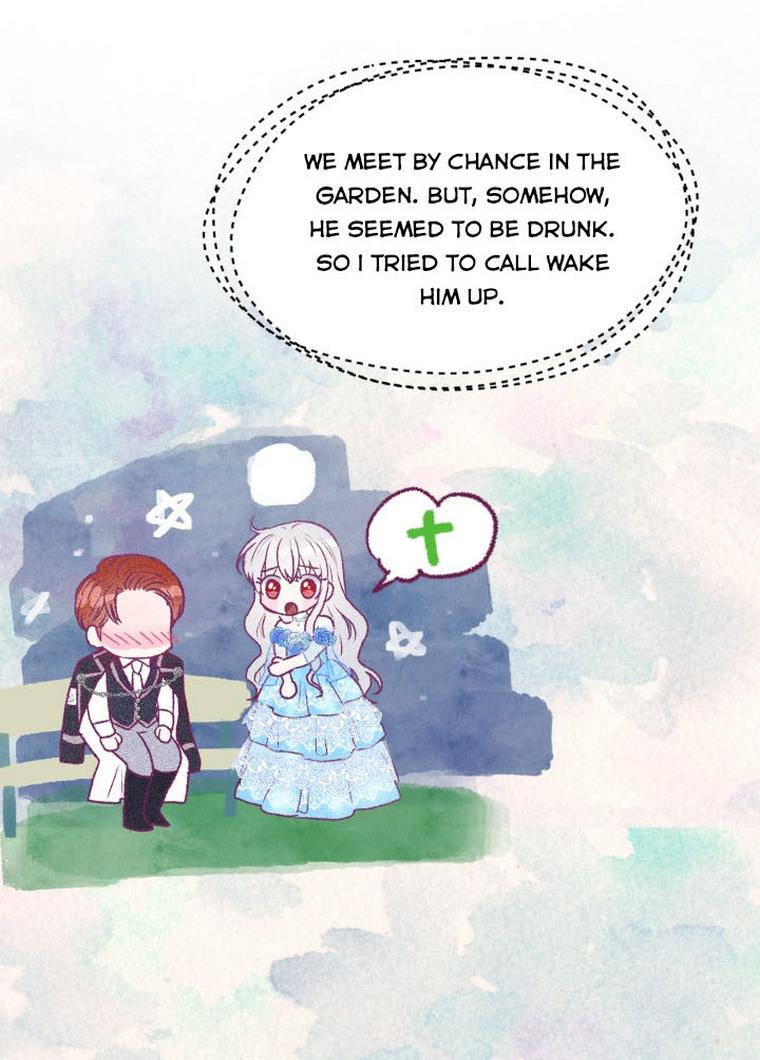 WE MEET BY CHANCE IN THE
GARDEN. BUT, SOMEHOW,
HE SEEMED TO BE DRUNK.
SO I TRIED TO CALL WAKE
HIM UP.